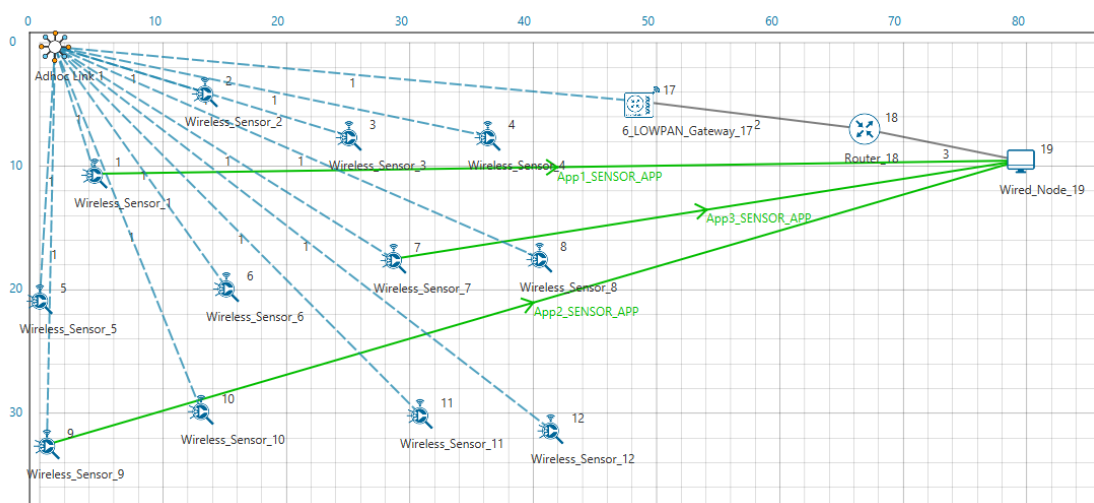 0 10 20 30 40 50 60 70 80
0
Adhoc Link 1
1
1
2
Wireless_Sensor_2
1
3
Wireless_Sensor_3
1
4
Wireless_Sensor_4
1
17
6_LOWPAN_Gateway_17
2
18
Router_18
3
19
Wired_Node_19
10
1
1
Wireless_Sensor_1
1
1
1
App1_SENSOR_APP
App3_SENSOR_APP
7
Wireless_Sensor_7
8
Wireless_Sensor_8
1
1
1
1
20
5
Wireless_Sensor_5
6
Wireless_Sensor_6
App2_SENSOR_APP
30
9
Wireless_Sensor_9
10
Wireless_Sensor_10
11
Wireless_Sensor_11
12
Wireless_Sensor_12